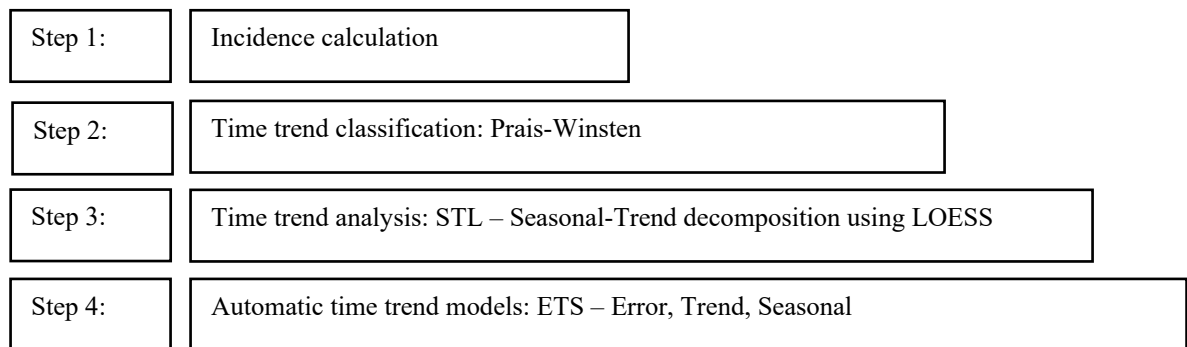 Step 1: Incidence calculation
Step 2: Time trend classification: Prais-Winsten
Step 3: Time trend analysis: STL – Seasonal-Trend decomposition using LOESS
Step 4: Automatic time trend models: ETS – Error, Trend, Seasonal